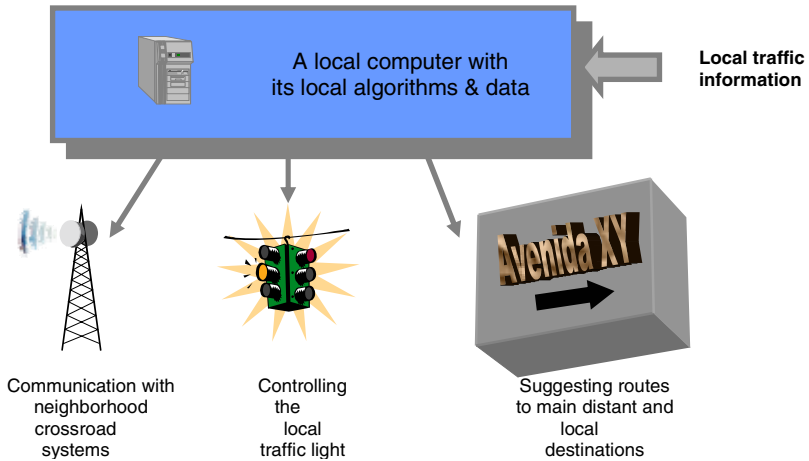 A local computer with
its local algorithms & data
Local traffic
information
Avenida XY
Communication with
neighborhood
crossroad
systems
Controlling
the
local
traffic light
Suggesting routes
to main distant and
local
destinations